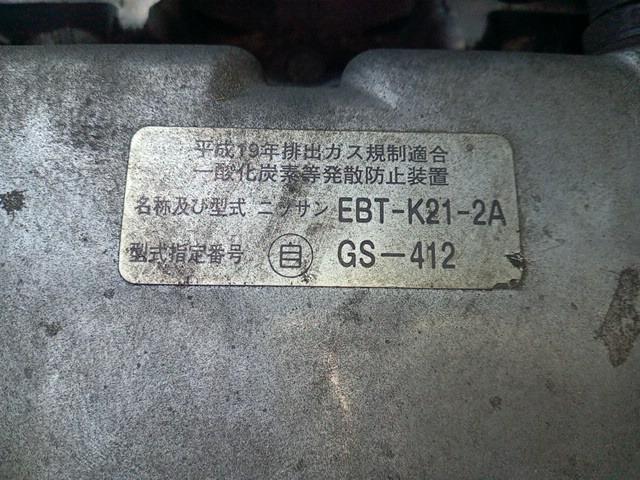 平成19年排出ガス規制適合
一酸化炭素等発散防止装置
名称及び型式 ニッサン EBT-K21-2A
型式指定番号 自 GS-412